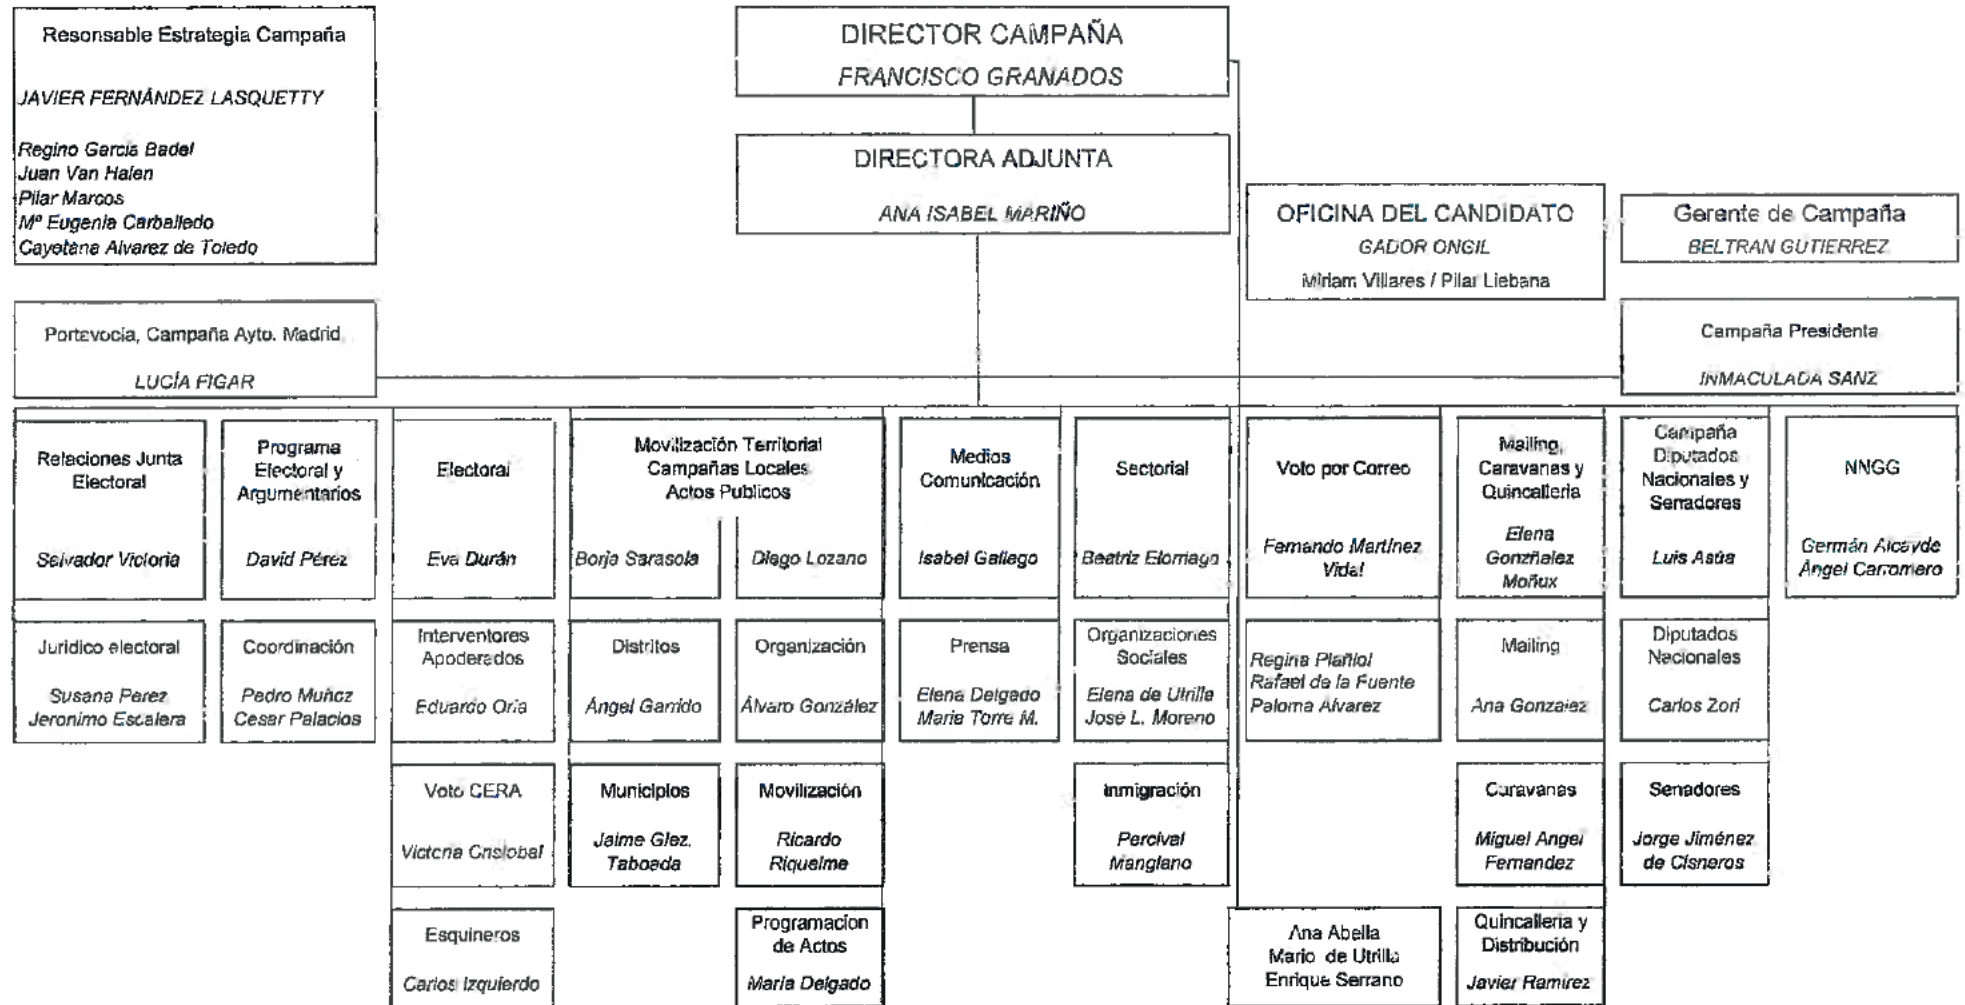 Resonsable Estrategia Campaña
JAVIER FERNÁNDEZ LASQUETTY
Regino García Badel
Juan Van Halen
Pilar Marcos
Mª Eugenia Carballedo
Cayetana Alvarez de Toledo
DIRECTOR CAMPAÑA
FRANCISCO GRANADOS
DIRECTORA ADJUNTA
ANA ISABEL MARIÑO
OFICINA DEL CANDIDATO
GADOR ONGIL
Miriam Villares / Pilar Liebana
Gerente de Campaña
BELTRAN GUTIERREZ
Portavocía, Campaña Ayto. Madrid
LUCÍA FIGAR
Campaña Presidenta
INMACULADA SANZ
Relaciones Junta
Electoral
Salvador Victoria
Programa
Electoral y
Argumentarios
David Pérez
Electoral
Eva Durán
Movilización Territorial
Campañas Locales
Actos Publicos
Borja Sarasola
Diego Lozano
Medios
Comunicación
Isabel Gallego
Sectorial
Beatriz Elorriaga
Voto por Correo
Fernando Martínez
Vidal
Mailing,
Caravanas y
Quincalleria
Elena
Gonzñalez
Moñux
Campaña
Diputados
Nacionales y
Senadores
Luis Asúa
NNGG
Germán Alcayde
Ángel Carromero
Juridico electoral
Susana Perez
Jeronimo Escalera
Coordinación
Pedro Muñoz
Cesar Palacios
Interventores
Apoderados
Eduardo Oria
Distritos
Ángel Garrido
Organización
Álvaro González
Prensa
Elena Delgado
Maria Torre M.
Organizaciones
Sociales
Elena de Utrilla
José L. Moreno
Regina Plañiol
Rafael de la Fuente
Paloma Alvarez
Mailing
Ana Gonzalez
Diputados
Nacionales
Carlos Zori
Voto CERA
Victoria Cristobal
Municipios
Jaime Glez.
Taboada
Movilización
Ricardo
Riquelme
Inmigración
Percival
Manglano
Caravanas
Miguel Angel
Fernandez
Senadores
Jorge Jiménez
de Cisneros
Esquineros
Carlos Izquierdo
Programacion
de Actos
María Delgado
Ana Abella
Mario de Utrilla
Enrique Serrano
Quincalleria y
Distribución
Javier Ramírez